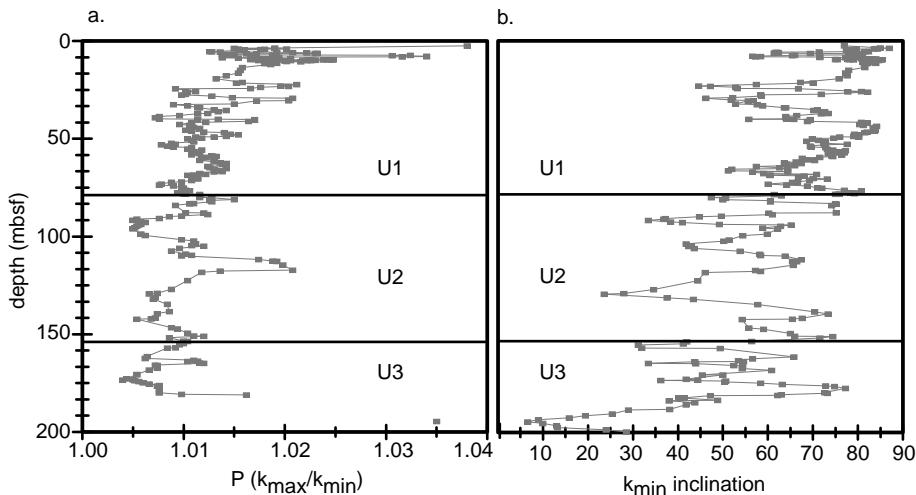 a.
b.
0
50
100
150
200
depth (mbsf)
U1
U2
U3
U1
U2
U3
1.00 1.01 1.02 1.03 1.04
P (kmax/kmin)
10 20 30 40 50 60 70 80 90
kmin inclination